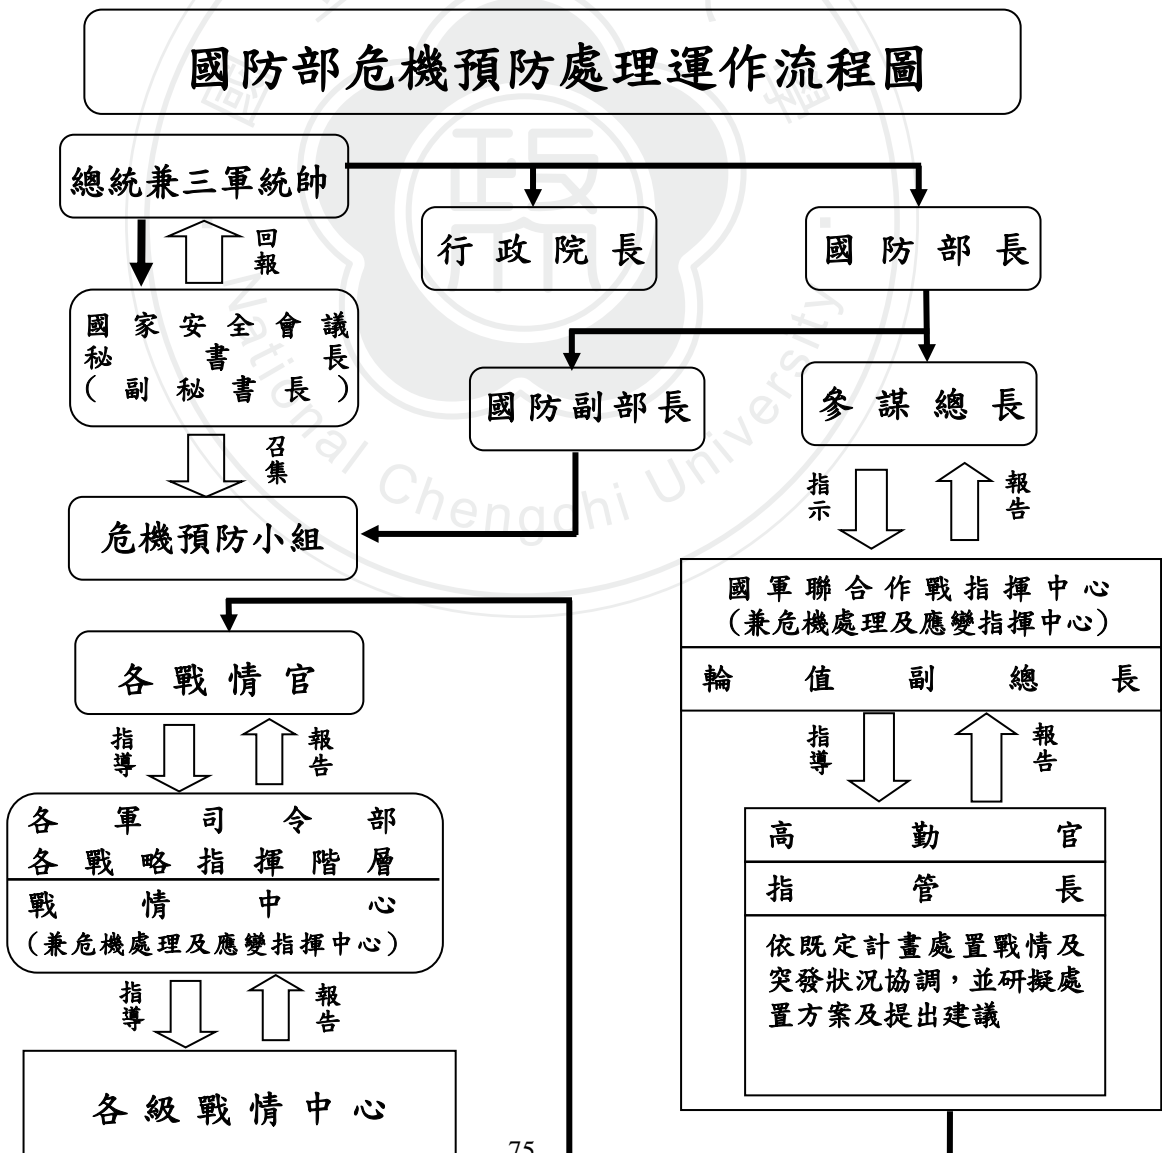 國防部危機預防處理運作流程圖
總統兼三軍統帥
回報
行政院長
國防部長
國家安全會議
秘書長
(副秘書長)
國防副部長
參謀總長
召集
危機預防小組
指示
報告
國軍聯合作戰指揮中心
(兼危機處理及應變指揮中心)
輪值副總長
各戰情官
指導
報告
指導
報告
各軍司令部
各戰略指揮階層
戰情中心
(兼危機處理及應變指揮中心)
高勤官
指管長
依既定計畫處置戰情及
突發狀況協調，並研擬處
置方案及提出建議
指導
報告
各級戰情中心
75
National Chengchi University